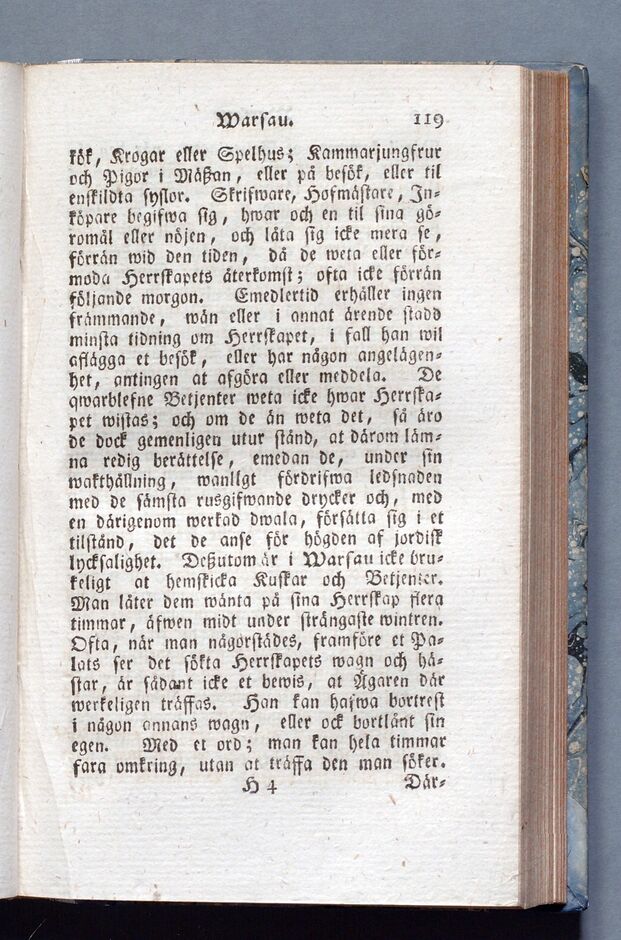 Warsau. 119
kök, Krogar eller Spelhus; Kammarjungfrur
och Pigor i Mäßan, eller på besök, eller til
enskildta syslor. Skrifware, Hofmästare, In-
köpare begifwa sig, hwar och en til sina gö-
romål eller nöjen, och låta sig icke mera se,
förrän wid den tiden, då de weta eller för-
moda Herrskapets återkomst; ofta icke förrän
följande morgon. Emedlertid erhåller ingen
främmande, wän eller i annat ärende stadd
minsta tidning om Herrskapet, i fall han wil
aflägga et besök, eller har någon angelägen-
het, antingen at afgöra eller meddela. De
qwarblefne Betjenter weta icke hwar Herrska-
pet wistas; och om de än weta det, så äro
de dock gemenligen utur stånd, at därom läm-
na redig berättelse, emedan de, under sin
wakthållning, wanligt fördrifwa ledsnaden
med de sämsta rusgifwande drycker och, med
en därigenom werkad dwala, försätta sig i et
tilstånd, det de anse för högden af jordisk
lycksalighet. Deßutom är i Warsau icke bru-
keligt at hemskicka Kuskar och Betjenter.
Man låter dem wänta på sina Herrskap flera
timmar, äfwen midt under strängaste wintren.
Ofta, när man någorstådes, framföre et Pa-
lats ser det sökta Herrskapets wagn och hä-
star, är sådant icke et bewis, at Ägaren där
werkeligen träffas. Han kan hafwa bortrest
i någon annans wagn, eller ock bortlånt sin
egen. Med et ord; man kan hela timmar
fara omkring, utan at träffa den man söker.
H 4 Där-